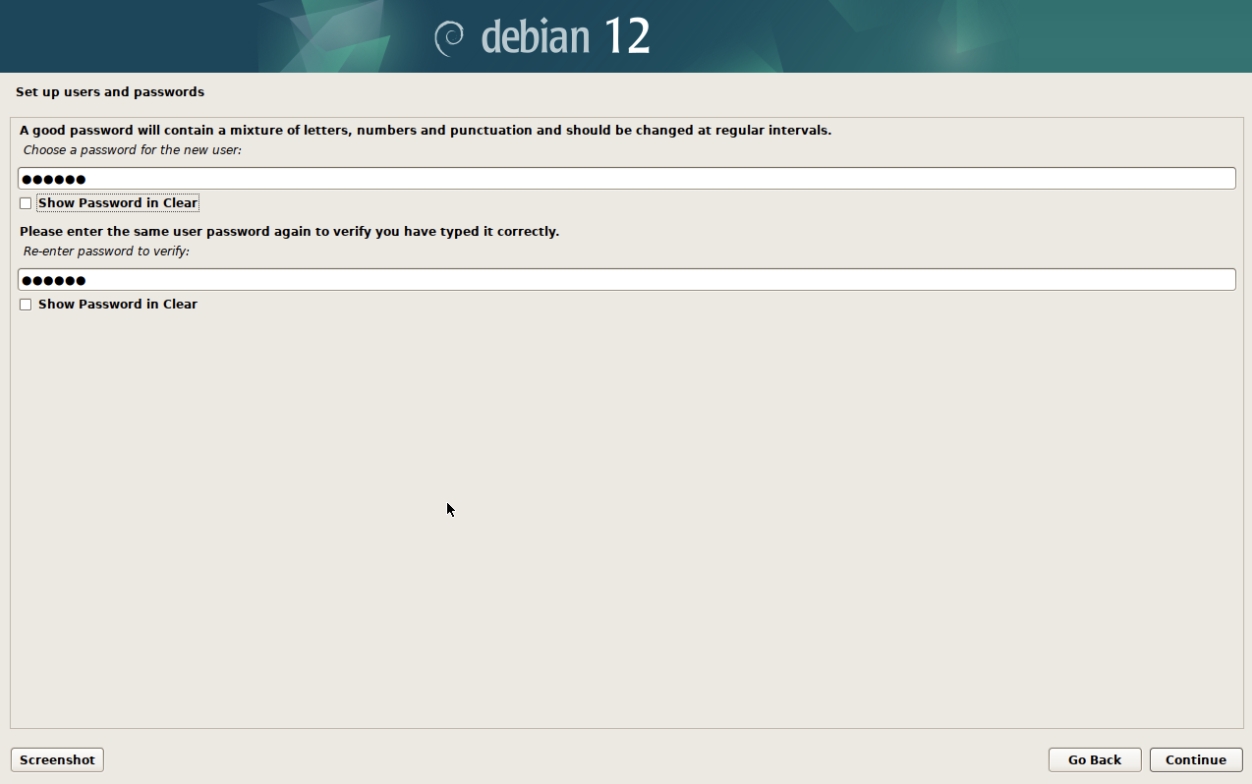 debian 12
Set up users and passwords
A good password will contain a mixture of letters, numbers and punctuation and should be changed at regular intervals.
Choose a password for the new user:
●●●●●●
Show Password in Clear
Please enter the same user password again to verify you have typed it correctly.
Re-enter password to verify:
●●●●●●
Show Password in Clear
Screenshot
Go Back
Continue